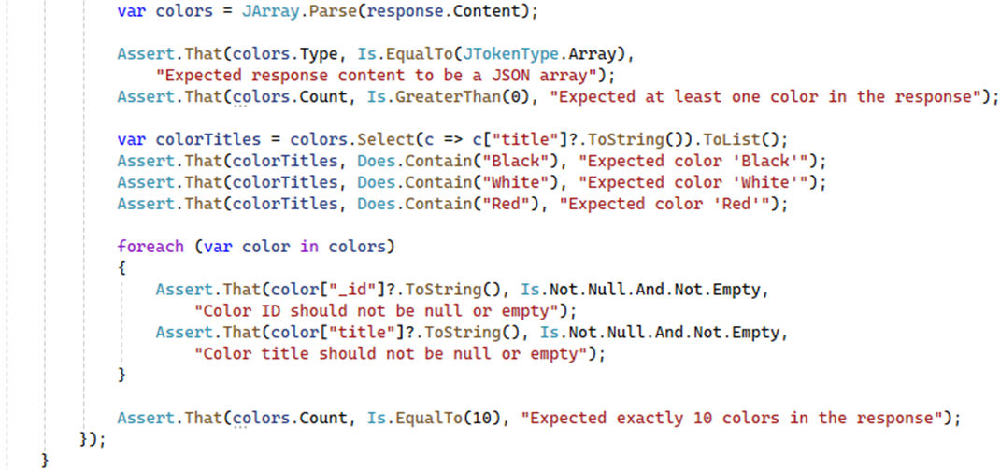 var colors = JArray.Parse(response.Content);
Assert.That(colors.Type, Is.EqualTo(JTokenType.Array),
"Expected response content to be a JSON array");
Assert.That(colors.Count, Is.GreaterThan(0), "Expected at least one color in the response");
var colorTitles = colors.Select(c => c["title"]?.ToString()).ToList();
Assert.That(colorTitles, Does.Contain("Black"), "Expected color 'Black'");
Assert.That(colorTitles, Does.Contain("White"), "Expected color 'White'");
Assert.That(colorTitles, Does.Contain("Red"), "Expected color 'Red'");
foreach (var color in colors)
{
Assert.That(color["_id"]?.ToString(), Is.Not.Null.And.Not.Empty,
"Color ID should not be null or empty");
Assert.That(color["title"]?.ToString(), Is.Not.Null.And.Not.Empty,
"Color title should not be null or empty");
}
Assert.That(colors.Count, Is.EqualTo(10), "Expected exactly 10 colors in the response");
});
}